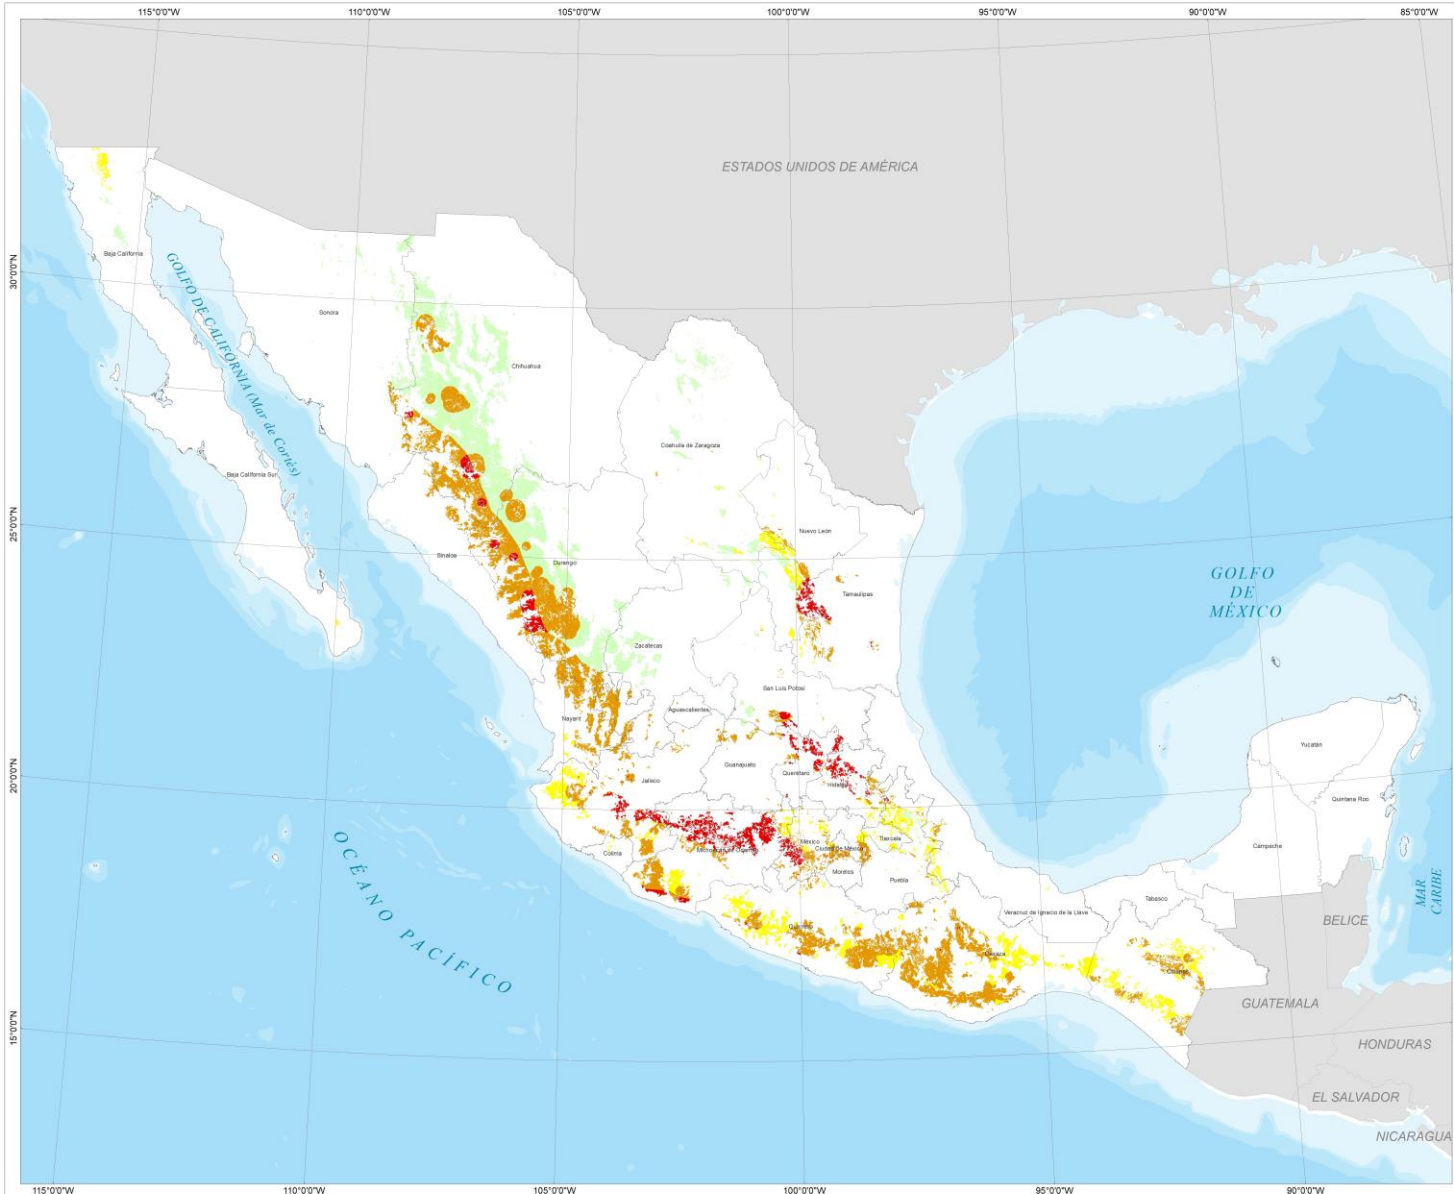 115°0'0"W
110°0'0"W
105°0'0"W
100°0'0"W
95°0'0"W
90°0'0"W
85°0'0"W
ESTADOS UNIDOS DE AMÉRICA
30°0'0"N
Baja California
GOLFO DE CALIFORNIA (Mar de Cortés)
Sonora
Chihuahua
Coahuila de Zaragoza
Baja California Sur
25°0'0"N
Nuevo León
Sinaloa
Durango
Tamaulipas
GOLFO
DE
MÉXICO
Zacatecas
San Luis Potosí
Aguascalientes
Nayarit
Yucatán
20°0'0"N
Guanajuato
Querétaro
Jalisco
Hidalgo
Quintana Roo
Tlaxcala
México
Ciudad de México
Michoacán de Ocampo
Colima
Campeche
Morelos
Puebla
OCÉANO PACÍFICO
Tabasco
Veracruz de Ignacio de la Llave
MAR
CARIBE
BELICE
Guerrero
Oaxaca
Chiapas
GUATEMALA
15°0'0"N
HONDURAS
EL SALVADOR
NICARAGUA
115°0'0"W
110°0'0"W
105°0'0"W
100°0'0"W
95°0'0"W
90°0'0"W